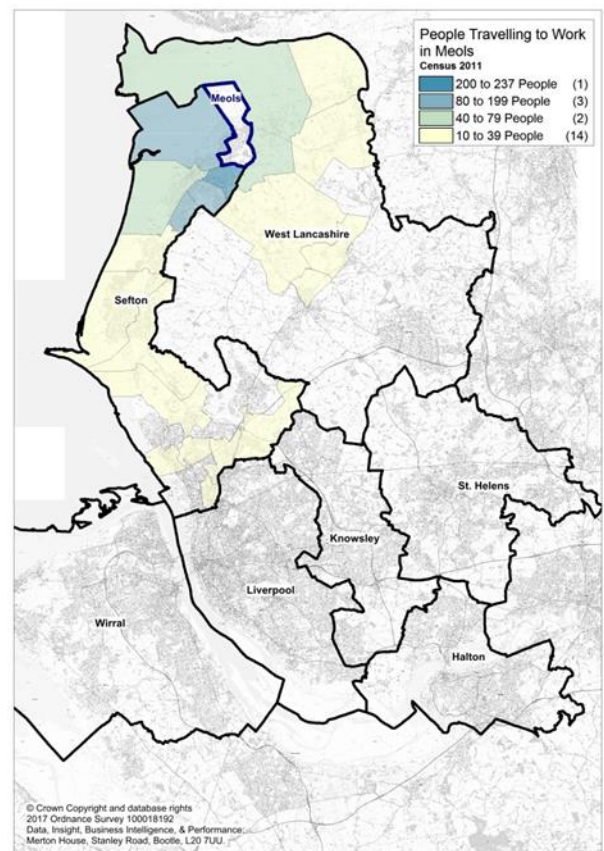 People Travelling to Work
in Meols
Census 2011
200 to 237 People (1)
80 to 199 People (3)
40 to 79 People (2)
10 to 39 People (14)
Meols
West Lancashire
Sefton
St. Helens
Knowsley
Liverpool
Wirral
Halton
© Crown Copyright and database rights
2017 Ordnance Survey 100018192
Data, Insight, Business Intelligence, & Performance:
Merton House, Stanley Road, Bootle, L20 7UU.